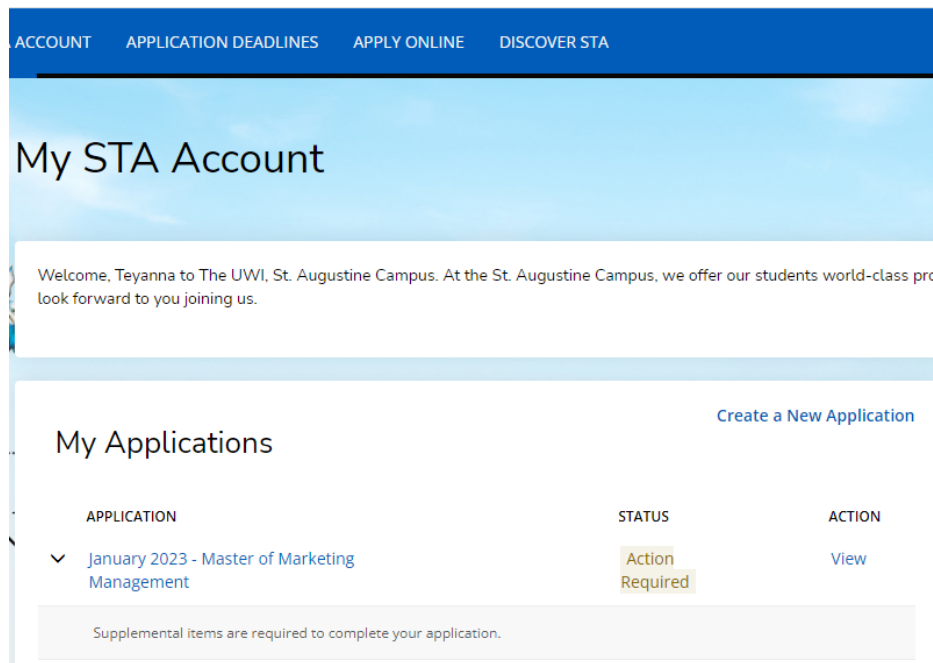 ACCOUNT APPLICATION DEADLINES APPLY ONLINE DISCOVER STA
My STA Account
Welcome, Teyanna to The UWI, St. Augustine Campus. At the St. Augustine Campus, we offer our students world-class
look forward to you joining us.
Create a New Application
My Applications
APPLICATION STATUS ACTION
January 2023 - Master of Marketing Management Action Required View
Supplemental items are required to complete your application.